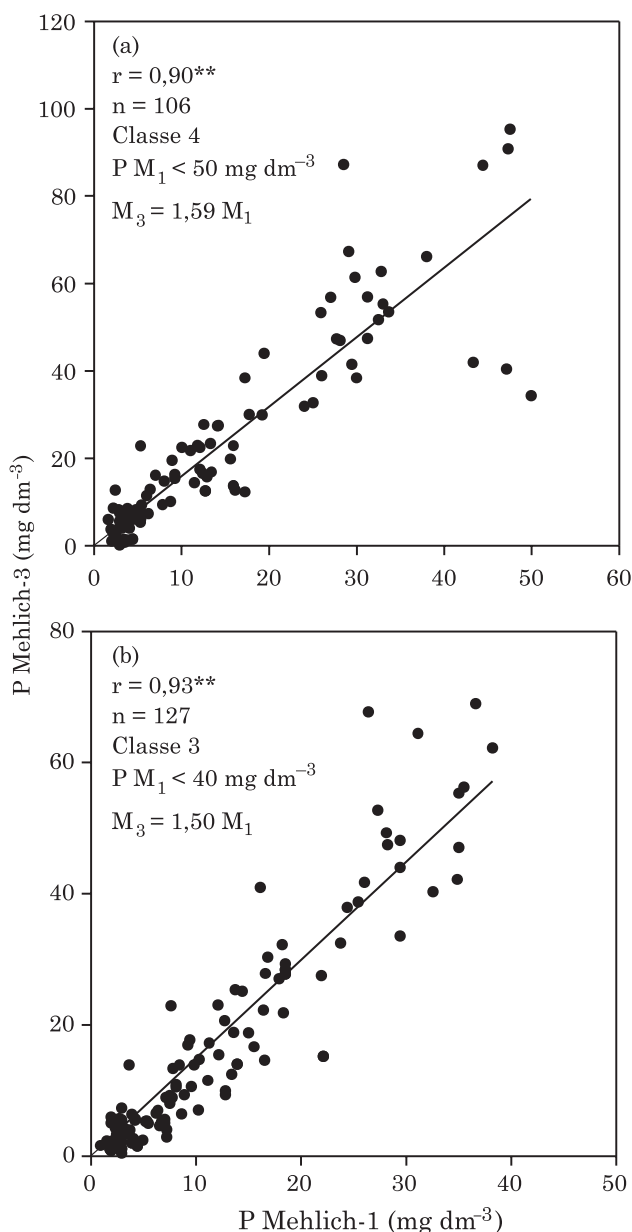 P Mehlich-3 (mg dm⁻³)
120
100
80
60
40
20
0
(a)
r = 0,90**
n = 106
Classe 4
P M₁ < 50 mg dm⁻³
M₃ = 1,59 M₁
0 10 20 30 40 50 60
80
60
40
20
0
(b)
r = 0,93**
n = 127
Classe 3
P M₁ < 40 mg dm⁻³
M₃ = 1,50 M₁
0 10 20 30 40 50
P Mehlich-1 (mg dm⁻³)